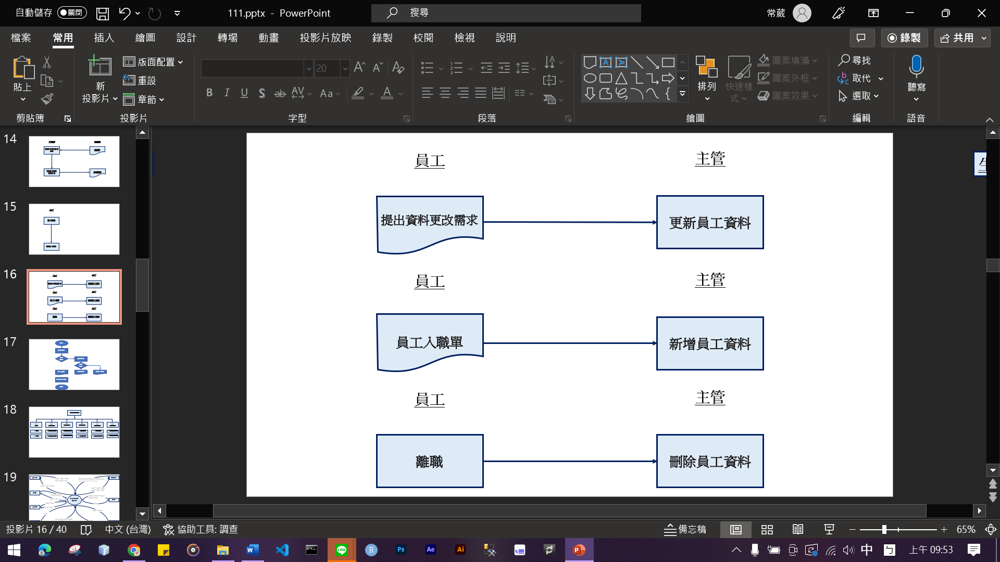 自動儲存 關閉
111.pptx - PowerPoint
搜尋
常葳
檔案 常用 插入 繪圖 設計 轉場 動畫 投影片放映 錄製 校閱 檢視 說明
錄製 共用
貼上
剪貼簿
新
投影片
版面配置
重設
章節
投影片
20
字型
段落
排列
快速樣
式
圖案填滿
圖案外框
圖案效果
繪圖
尋找
取代
選取
編輯
聽寫
語音
14
15
16
17
18
19
員工 主管
提出資料更改需求 更新員工資料
員工 主管
員工入職單 新增員工資料
員工 主管
離職 刪除員工資料
投影片 16 / 40 中文 (台灣) 協助工具: 調查
備忘稿 65%
中 ㄅ 上午 09:53